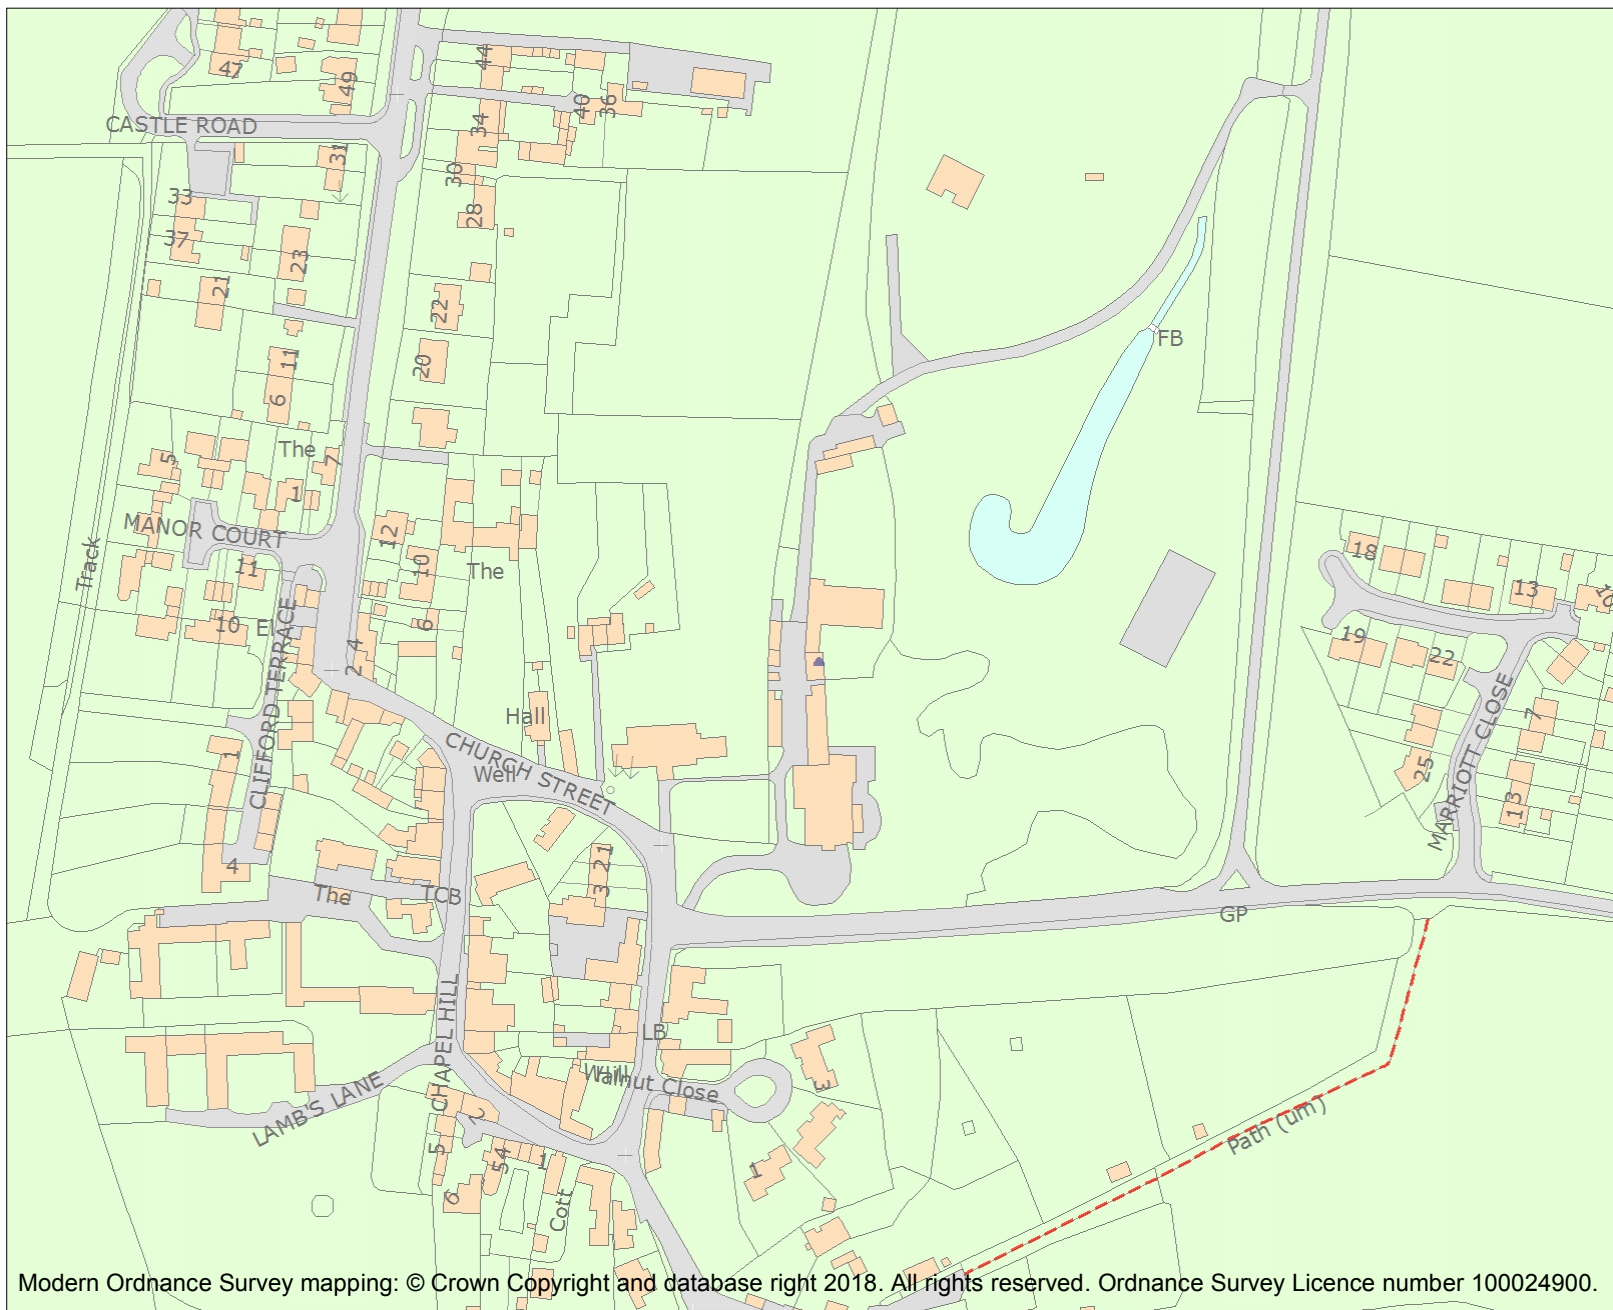 44
47
49
40
36
CASTLE ROAD
34
31
30
33
28
37
23
21
22
FB
11
20
6
The
5
7
1
MANOR COURT
12
18
Track
11
10
The
13
16
CLIFFORD TERRACE
10
El
6
4
19
22
2
Hall
MARRIOTT CLOSE
7
CHURCH STREET
Well
1
25
13
21
4
The
TCB
3
GP
CHAPEL HILL
LB
Walnut Close
3
LAMB'S LANE
2
Path (um)
5
54
1
1
6
Cott
Modern Ordnance Survey mapping: © Crown Copyright and database right 2018. All rights reserved. Ordnance Survey Licence number 100024900.